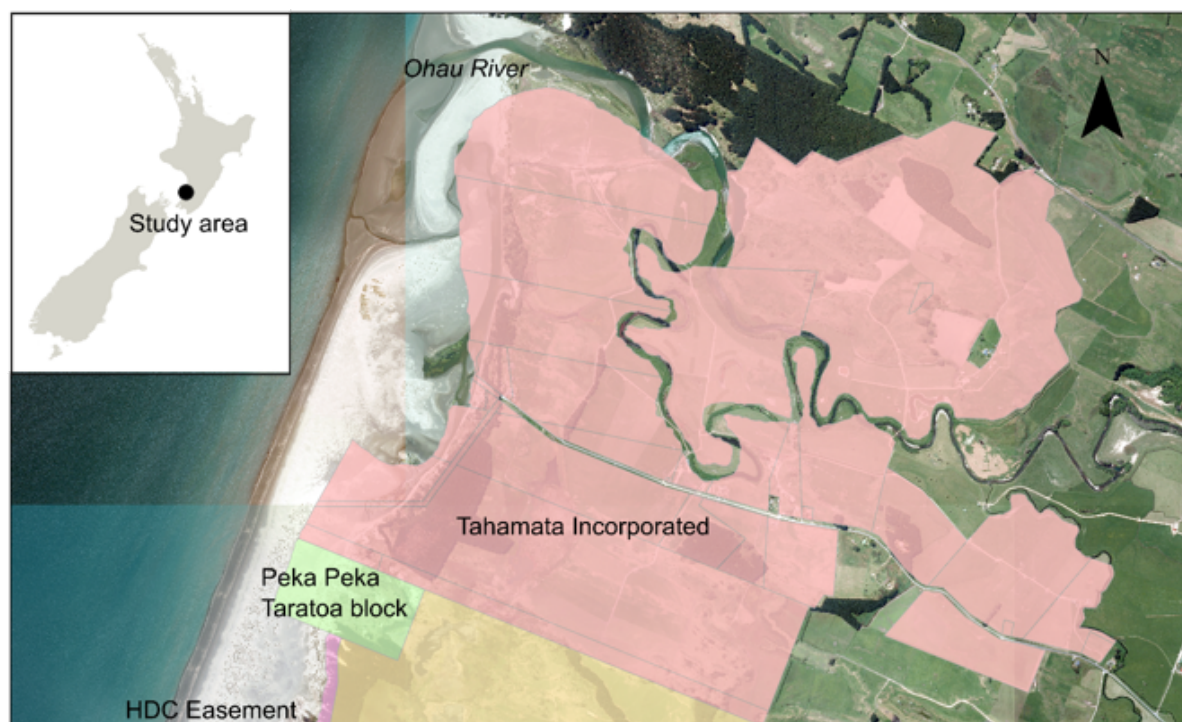 Ohau River
N
Study area
Tahamata Incorporated
Peka Peka
Taratoa block
HDC Easement